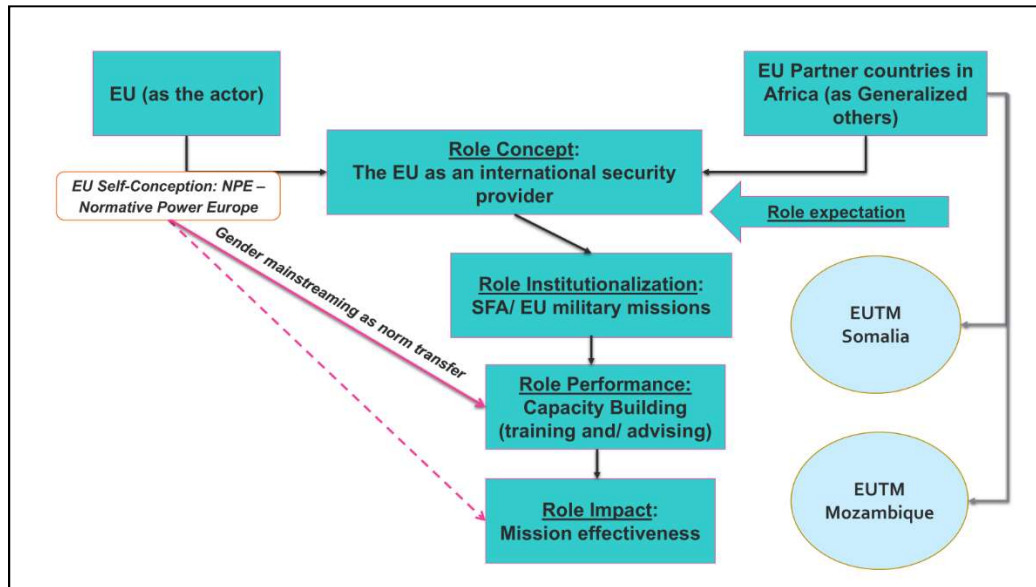 EU (as the actor)
EU Partner countries in
Africa (as Generalized
others)
Role Concept:
The EU as an international security
provider
EU Self-Conception: NPE –
Normative Power Europe
Role expectation
Gender mainstreaming as norm transfer
Role Institutionalization:
SFA/ EU military missions
EUTM
Somalia
Role Performance:
Capacity Building
(training and/ advising)
EUTM
Mozambique
Role Impact:
Mission effectiveness